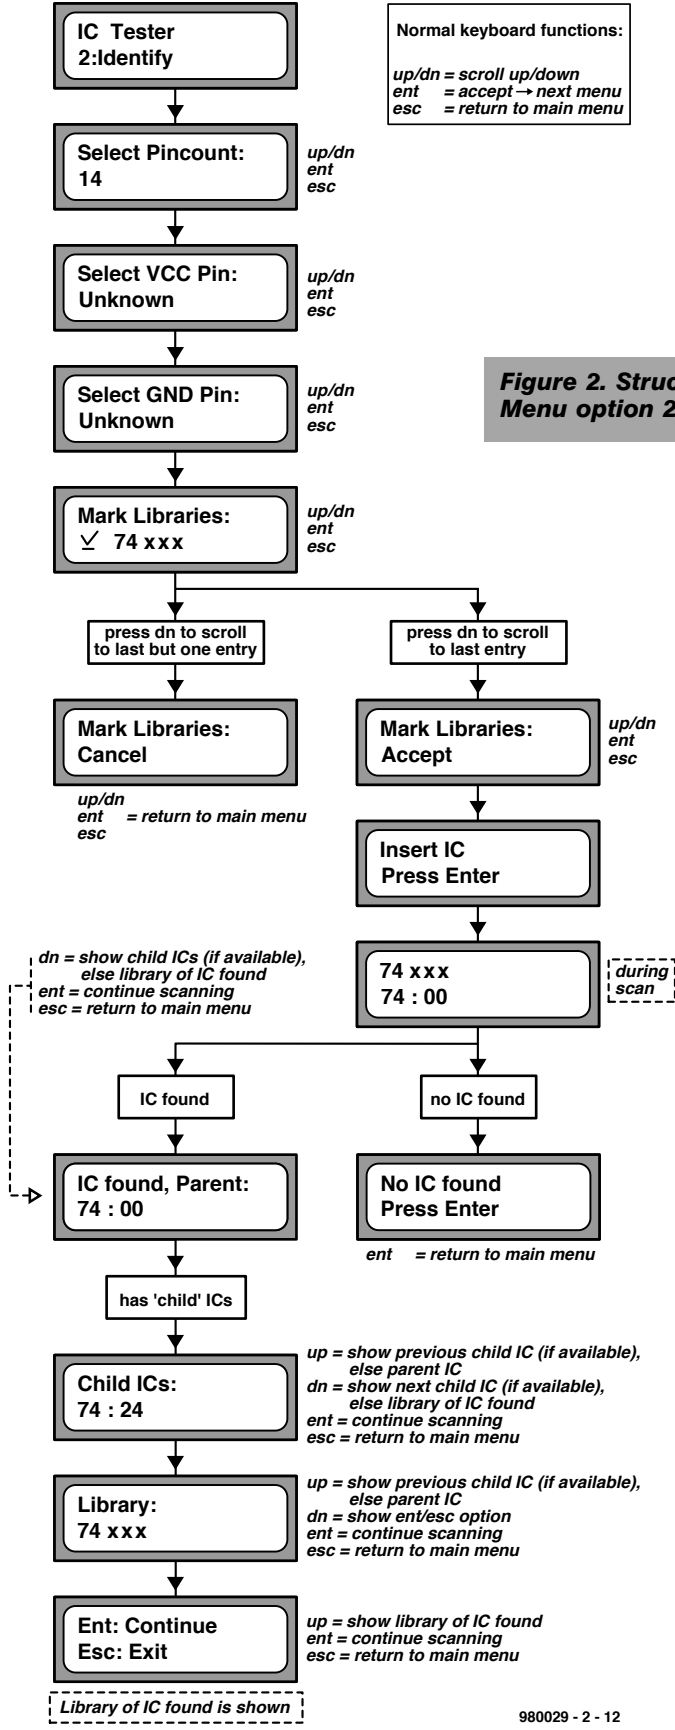 IC Tester
2:Identify
Normal keyboard functions:
up/dn = scroll up/down
ent = accept → next menu
esc = return to main menu
Select Pincount:
14
up/dn
ent
esc
Select VCC Pin:
Unknown
up/dn
ent
esc
Select GND Pin:
Unknown
up/dn
ent
esc
Figure 2. Struc
Menu option 2
Mark Libraries:
74 xxx
up/dn
ent
esc
press dn to scroll
to last but one entry
press dn to scroll
to last entry
Mark Libraries:
Cancel
up/dn
ent = return to main menu
esc
Mark Libraries:
Accept
up/dn
ent
esc
Insert IC
Press Enter
dn = show child ICs (if available),
else library of IC found
ent = continue scanning
esc = return to main menu
74 xxx
74 : 00
during
scan
IC found
no IC found
IC found, Parent:
74 : 00
No IC found
Press Enter
ent = return to main menu
has 'child' ICs
Child ICs:
74 : 24
up = show previous child IC (if available),
else parent IC
dn = show next child IC (if available),
else library of IC found
ent = continue scanning
esc = return to main menu
Library:
74 xxx
up = show previous child IC (if available),
else parent IC
dn = show ent/esc option
ent = continue scanning
esc = return to main menu
Ent: Continue
Esc: Exit
up = show library of IC found
ent = continue scanning
esc = return to main menu
Library of IC found is shown
980029 - 2 - 12